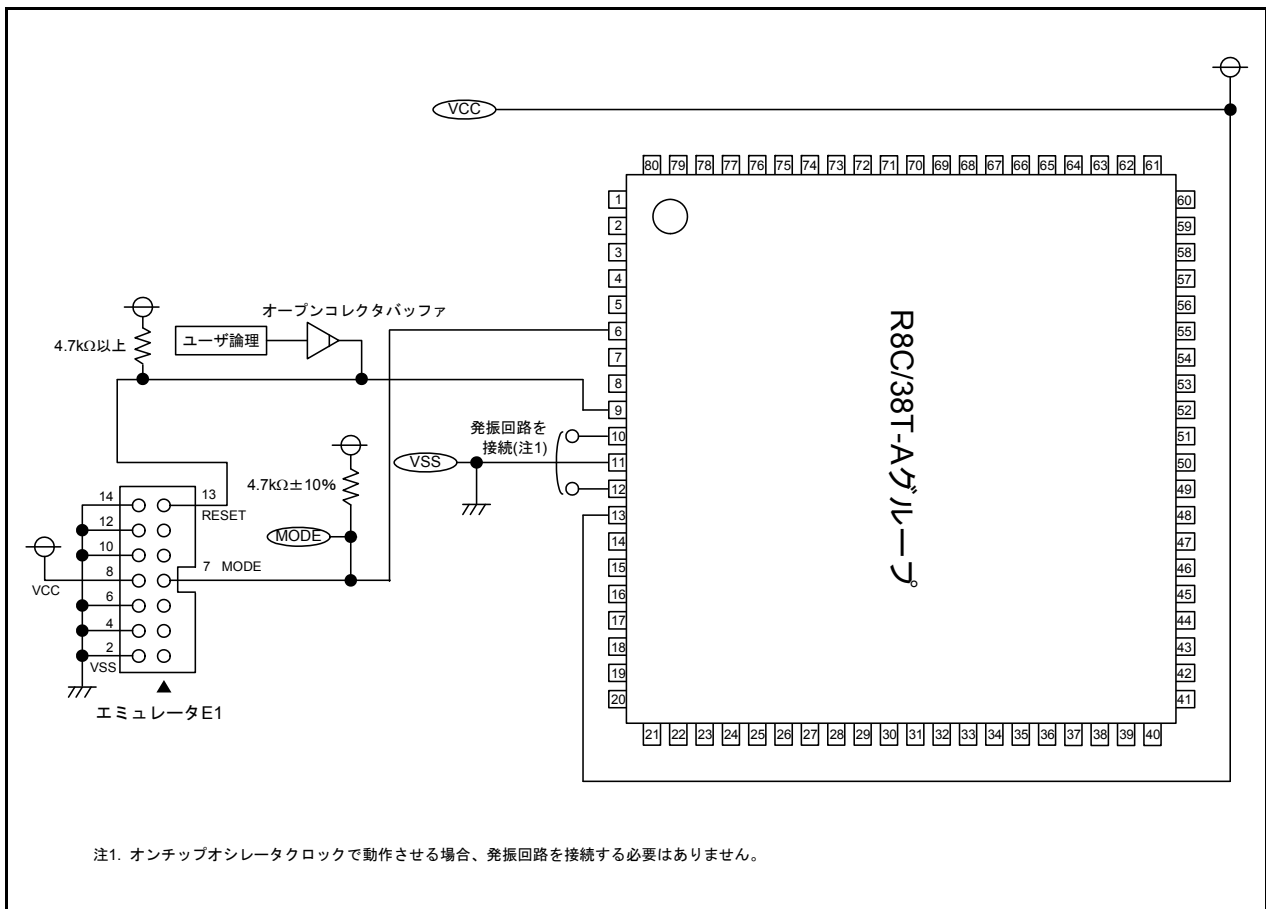 VCC
80 79 78 77 76 75 74 73 72 71 70 69 68 67 66 65 64 63 62 61
1
2
3
4
5
6
7
8
9
10
11
12
13
14
15
16
17
18
19
20
60
59
58
57
56
55
54
53
52
51
50
49
48
47
46
45
44
43
42
41
21 22 23 24 25 26 27 28 29 30 31 32 33 34 35 36 37 38 39 40
R8C/38T-Aグループ
オープンコレクタバッファ
ユーザ論理
4.7kΩ以上
発振回路を
接続(注1)
VSS
4.7kΩ±10%
MODE
14
13
RESET
12
10
8
7 MODE
VCC
6
4
2
VSS
エミュレータE1
注1. オンチップオシレータクロックで動作させる場合、発振回路を接続する必要はありません。